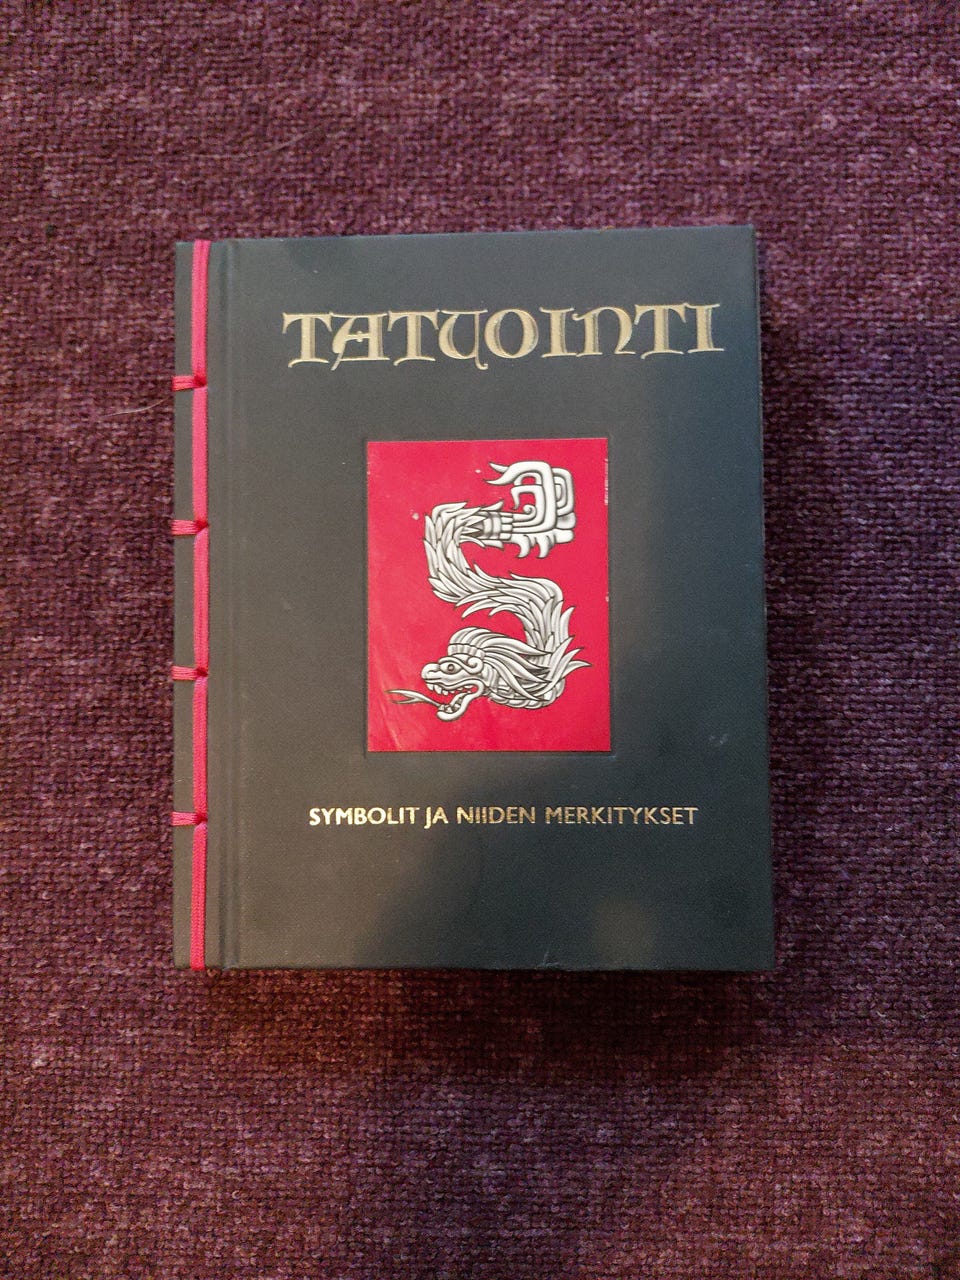 TATUOINTI
SYMBOLIT JA NIIDEN MERKITYKSET